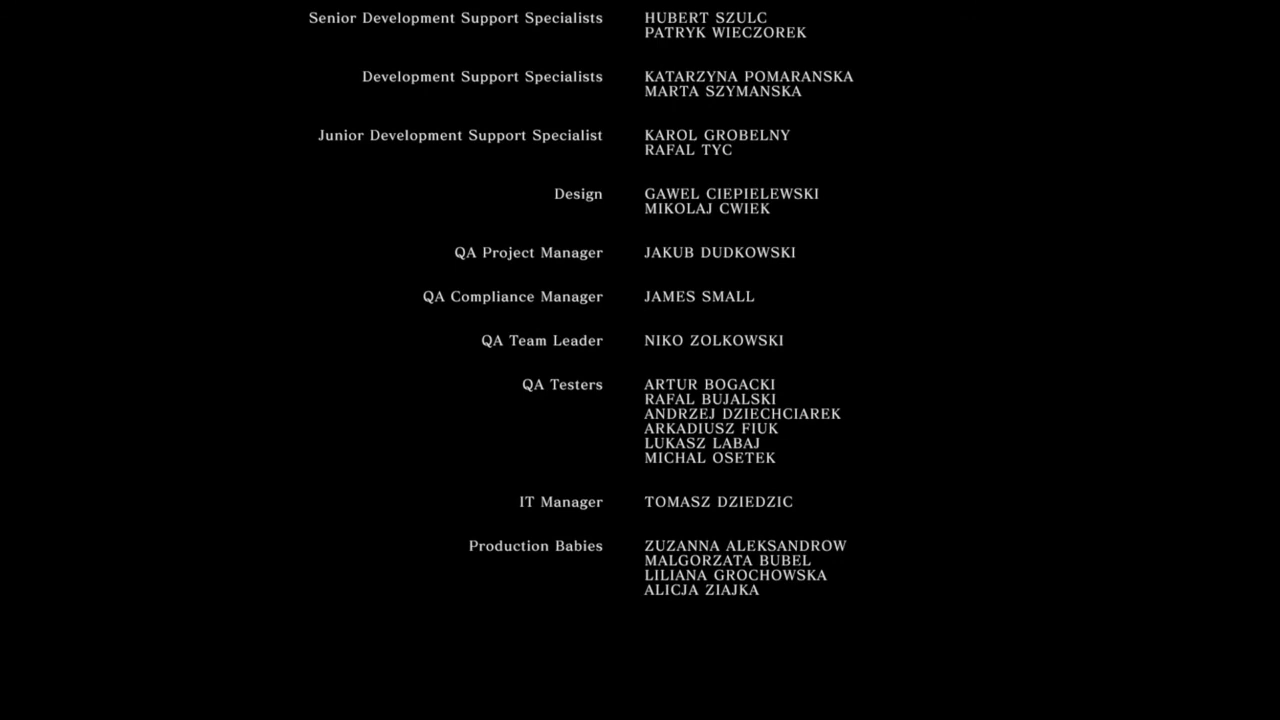 Senior Development Support Specialists HUBERT SZULC
PATRYK WIECZOREK
Development Support Specialists KATARZYNA POMARANSKA
MARTA SZYMANSKA
Junior Development Support Specialist KAROL GROBELNY
RAFAL TYC
Design GAWEL CIEPIELEWSKI
MIKOLAJ CWIEK
QA Project Manager JAKUB DUDKOWSKI
QA Compliance Manager JAMES SMALL
QA Team Leader NIKO ZOLKOWSKI
QA Testers ARTUR BOGACKI
RAFAL BUJALSKI
ANDRZEJ DZIECHCIAREK
ARKADIUSZ FIUK
LUKASZ LABAJ
MICHAL OSETEK
IT Manager TOMASZ DZIEDZIC
Production Babies ZUZANNA ALEKSANDROW
MALGORZATA BUBEL
LILIANA GROCHOWSKA
ALICJA ZIAJKA